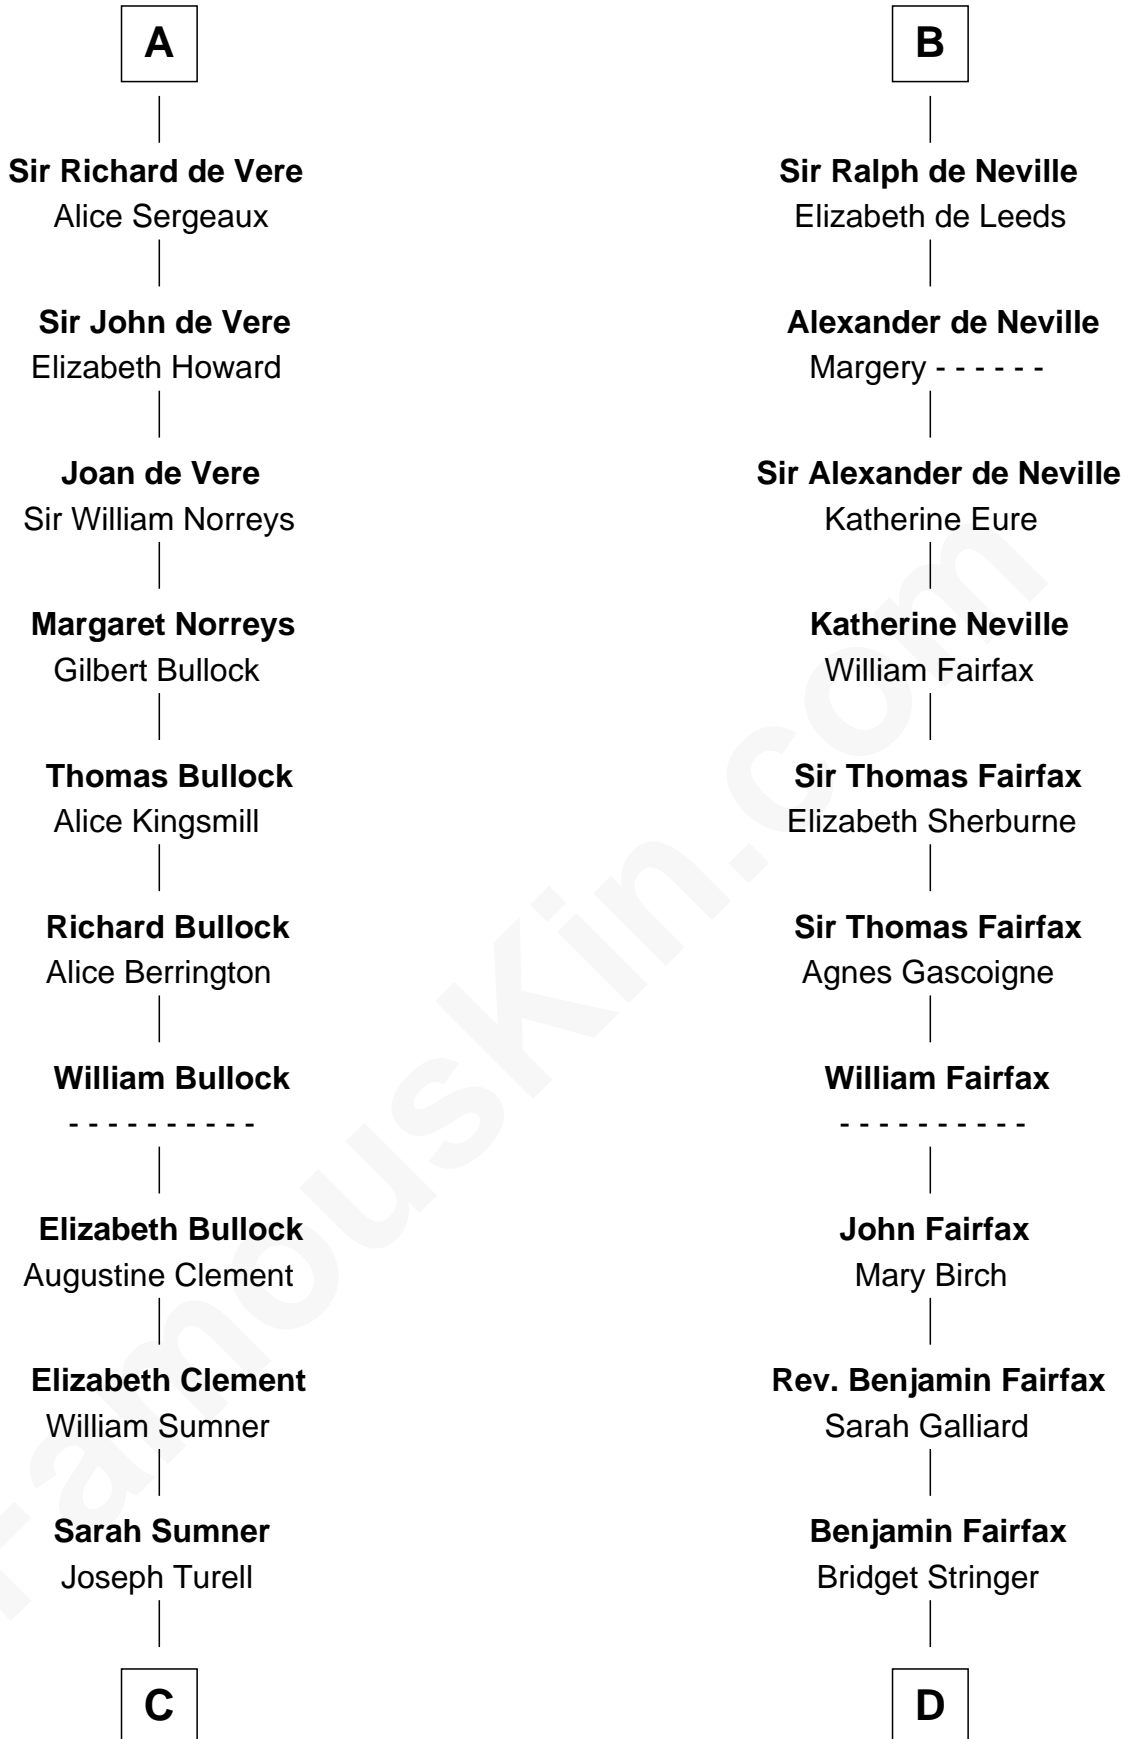 A
Sir Richard de Vere
Alice Sergeaux
Sir John de Vere
Elizabeth Howard
Joan de Vere
Sir William Norreys
Margaret Norreys
Gilbert Bullock
Thomas Bullock
Alice Kingsmill
Richard Bullock
Alice Berrington
William Bullock
- - - - - - - - - -
Elizabeth Bullock
Augustine Clement
Elizabeth Clement
William Sumner
Sarah Sumner
Joseph Turell
C
B
Sir Ralph de Neville
Elizabeth de Leeds
Alexander de Neville
Margery - - - - - -
Sir Alexander de Neville
Katherine Eure
Katherine Neville
William Fairfax
Sir Thomas Fairfax
Elizabeth Sherburne
Sir Thomas Fairfax
Agnes Gascoigne
William Fairfax
- - - - - - - - - -
John Fairfax
Mary Birch
Rev. Benjamin Fairfax
Sarah Galliard
Benjamin Fairfax
Bridget Stringer
D
FamousKin.com